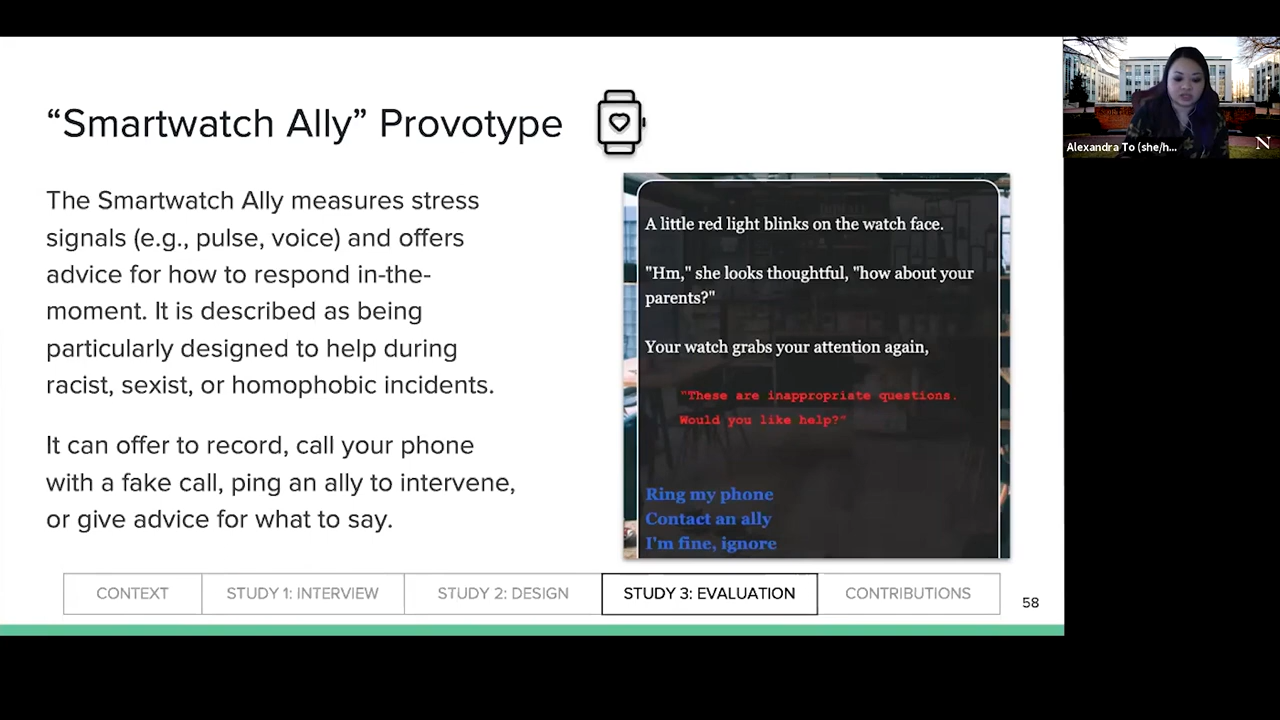 “Smartwatch Ally” Provotype
The Smartwatch Ally measures stress
signals (e.g., pulse, voice) and offers
advice for how to respond in-the-
moment. It is described as being
particularly designed to help during
racist, sexist, or homophobic incidents.
It can offer to record, call your phone
with a fake call, ping an ally to intervene,
or give advice for what to say.
A little red light blinks on the watch face.
"Hm," she looks thoughtful, "how about your
parents?"
Your watch grabs your attention again,
"These are inappropriate questions.
Would you like help?"
Ring my phone
Contact an ally
I'm fine, ignore
CONTEXT
STUDY 1: INTERVIEW
STUDY 2: DESIGN
STUDY 3: EVALUATION
CONTRIBUTIONS
58
Alexandra To (she/h...
N